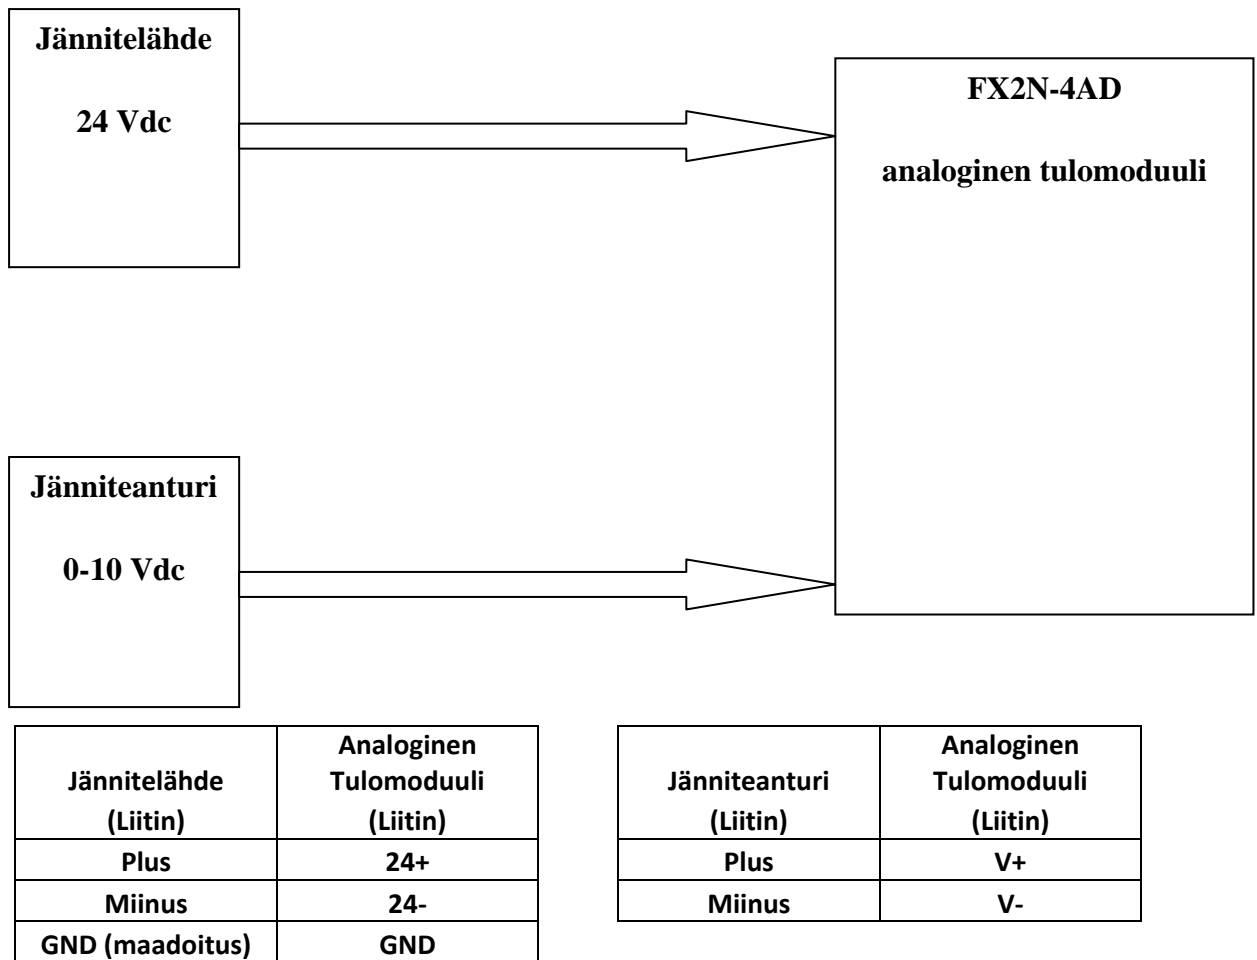 Jännitelähde
24 Vdc
FX2N-4AD
analoginen tulomoduuli
Jänniteanturi
0-10 Vdc
Jännitelähde
(Liitin)
Analoginen
Tulomoduuli
(Liitin)
Plus
24+
Miinus
24-
GND (maadoitus)
GND
Jänniteanturi
(Liitin)
Analoginen
Tulomoduuli
(Liitin)
Plus
V+
Miinus
V-